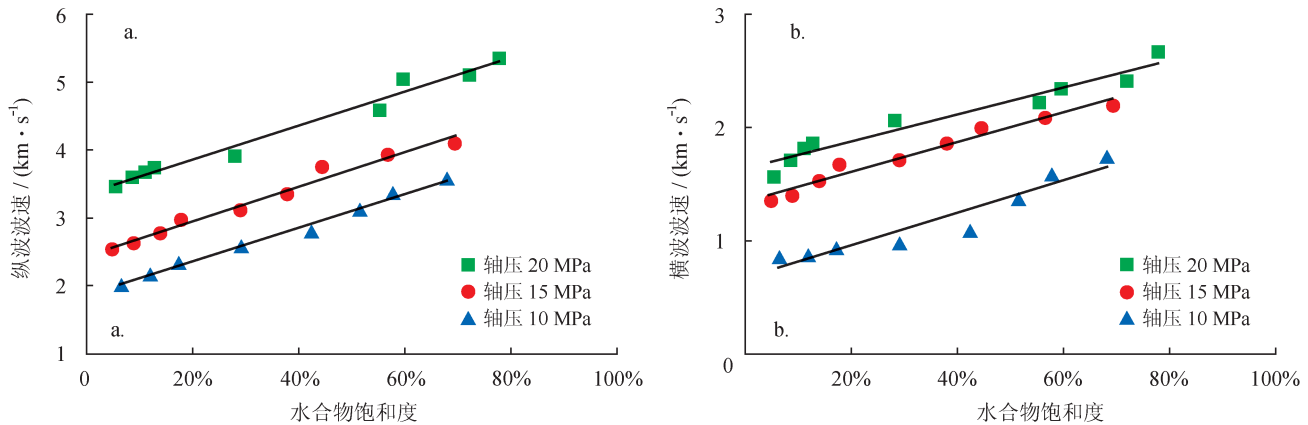 a.
6
5
4
3
2
1
纵波波速 / (km·s⁻¹)
轴压 20 MPa
轴压 15 MPa
轴压 10 MPa
a.
0 20% 40% 60% 80% 100%
水合物饱和度
b.
3
2
1
0
横波波速 / (km·s⁻¹)
轴压 20 MPa
轴压 15 MPa
轴压 10 MPa
b.
20% 40% 60% 80% 100%
水合物饱和度